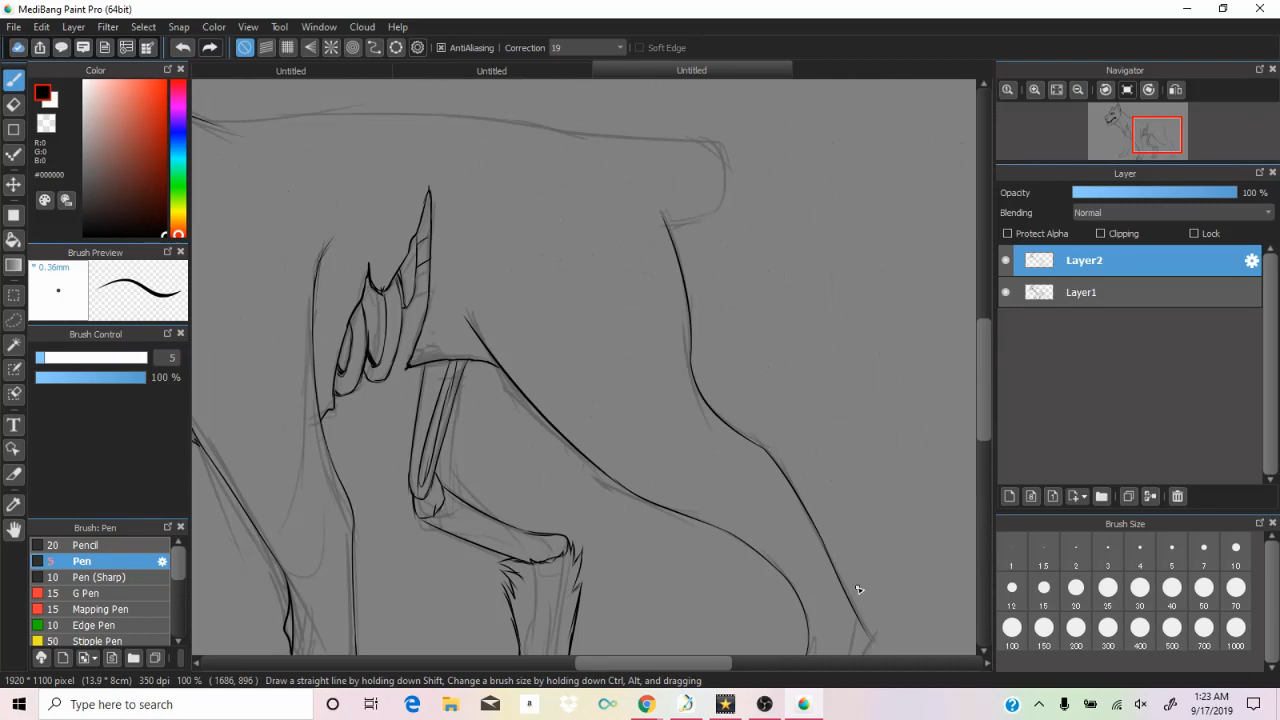 MediBang Paint Pro (64bit)
File Edit Layer Filter Select Snap Color View Tool Window Cloud Help
AntiAliasing Correction 19 Soft Edge
Color Untitled Untitled Untitled Navigator
R:0
G:0
B:0
#000000
Layer
Opacity 100 %
Blending Normal
Protect Alpha Clipping Lock
Brush Preview
0.36mm
Layer2
Layer1
Brush Control
5
100 %
Brush: Pen
20 Pencil
5 Pen
10 Pen (Sharp)
15 G Pen
15 Mapping Pen
10 Edge Pen
50 Stipple Pen
Brush Size
1 1.5 2 3 4 5 7 10
12 15 20 25 30 40 50 70
100 150 200 300 400 500 700 1000
1920 * 1100 pixel (13.9 * 8cm) 350 dpi 100 % (1686, 896) Draw a straight line by holding down Shift, Change a brush size by holding down Ctrl, Alt, and dragging
Type here to search
1:23 AM
9/17/2019